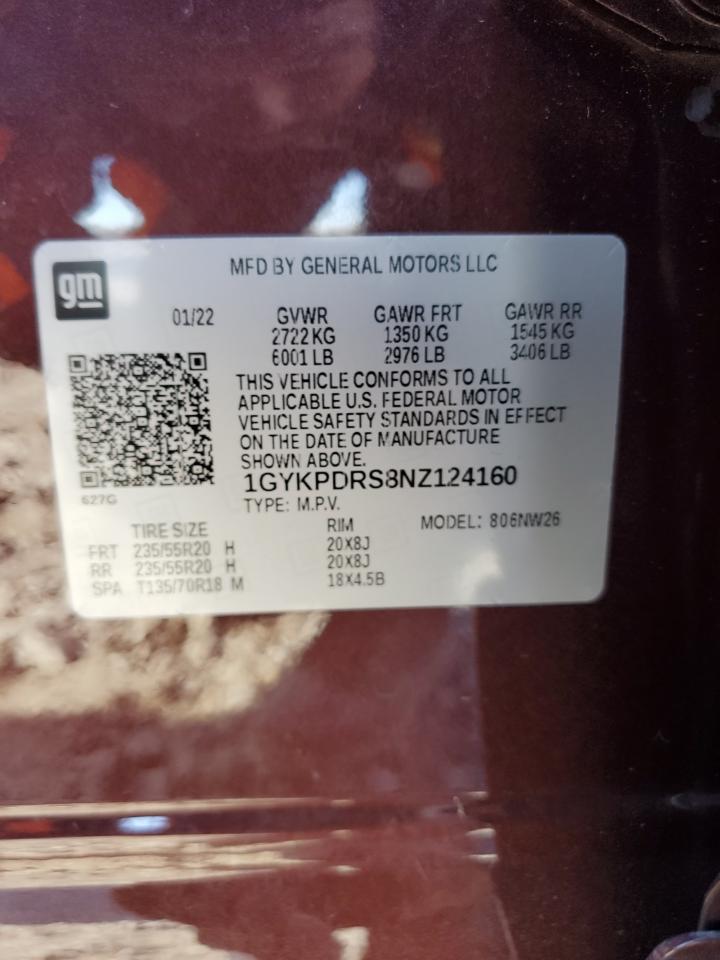 gm
MFD BY GENERAL MOTORS LLC
01/22 GVWR GAWR FRT GAWR RR
2722 KG 1350 KG 1545 KG
6001 LB 2976 LB 3406 LB
THIS VEHICLE CONFORMS TO ALL
APPLICABLE U.S. FEDERAL MOTOR
VEHICLE SAFETY STANDARDS IN EFFECT
ON THE DATE OF MANUFACTURE
SHOWN ABOVE.
1GYKPDRS8NZ124160
627G
TYPE: M.P.V.
TIRE SIZE RIM MODEL: 806NW26
FRT 235/55R20 H 20X8J
RR 235/55R20 H 20X8J
SPA T135/70R18 M 18X4.5B